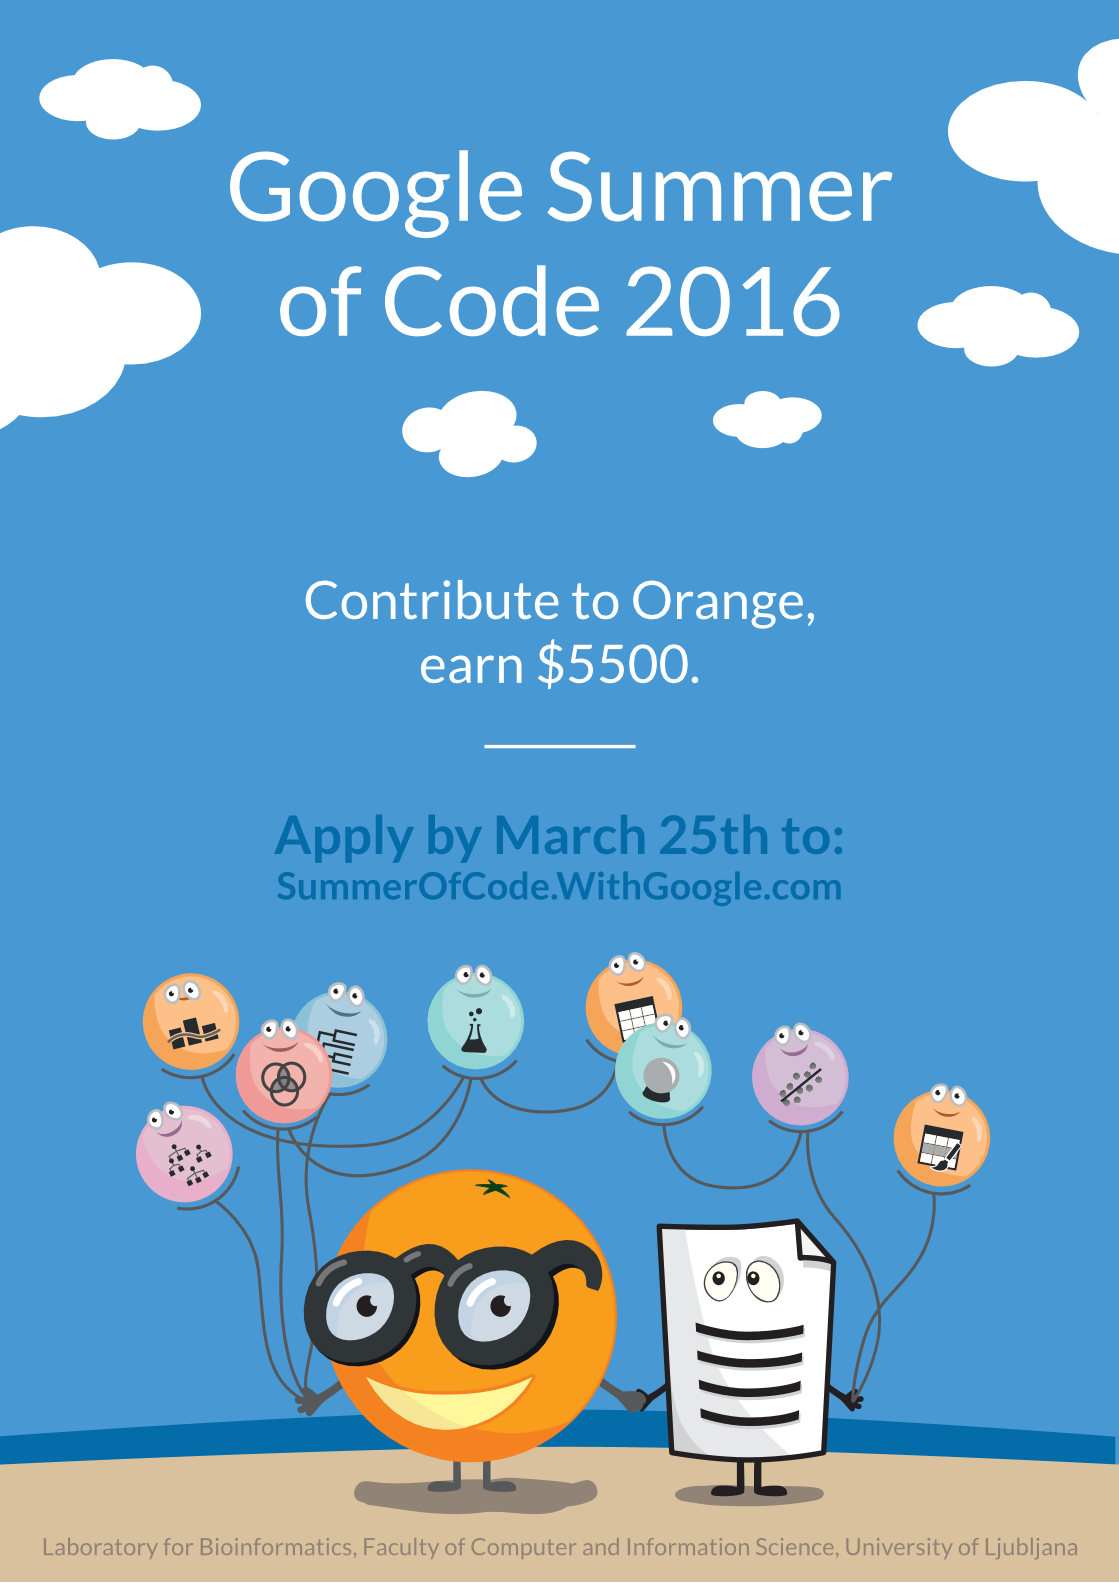 Google Summer
of Code 2016
Contribute to Orange,
earn $5500.
Apply by March 25th to:
SummerOfCode.WithGoogle.com
Laboratory for Bioinformatics, Faculty of Computer and Information Science, University of Ljubljana